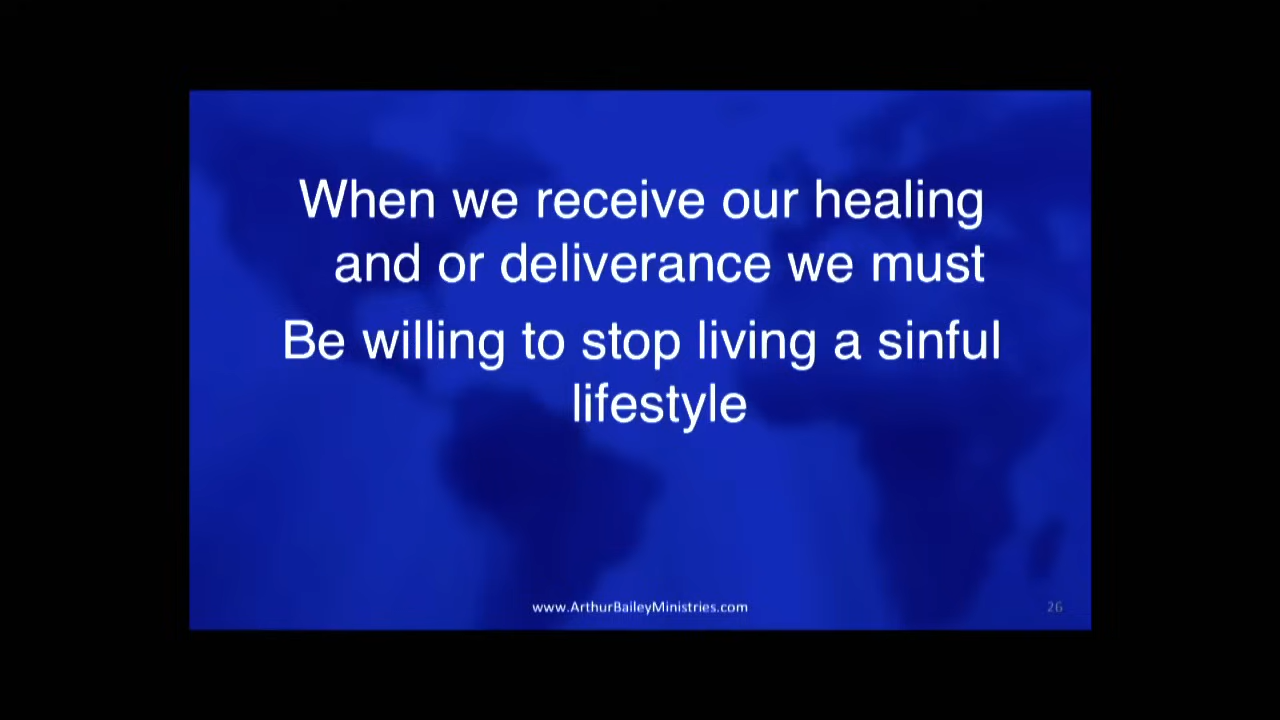 When we receive our healing
and or deliverance we must
Be willing to stop living a sinful
lifestyle
www.ArthurBaileyMinistries.com
26